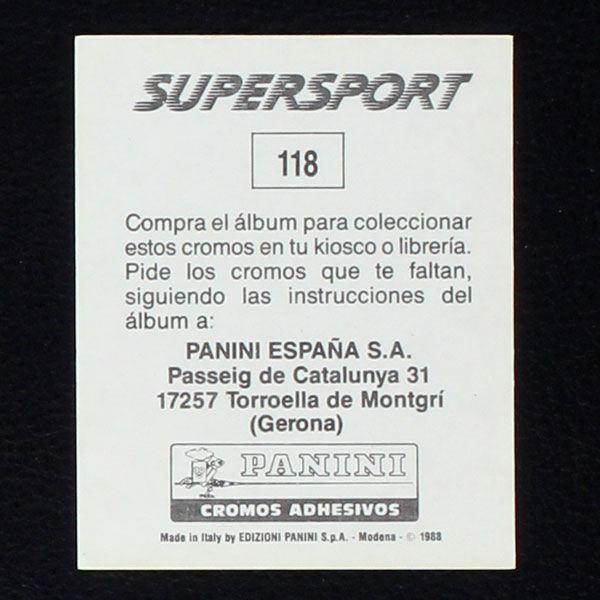 SUPERSPORT
118
Compra el álbum para coleccionar
estos cromos en tu kiosco o librería.
Pide los cromos que te faltan,
siguiendo las instrucciones del
álbum a:
PANINI ESPAÑA S.A.
Passeig de Catalunya 31
17257 Torroella de Montgrí
(Gerona)
PANINI
CROMOS ADHESIVOS
Made in Italy by EDIZIONI PANINI S.p.A. - Modena - © 1988